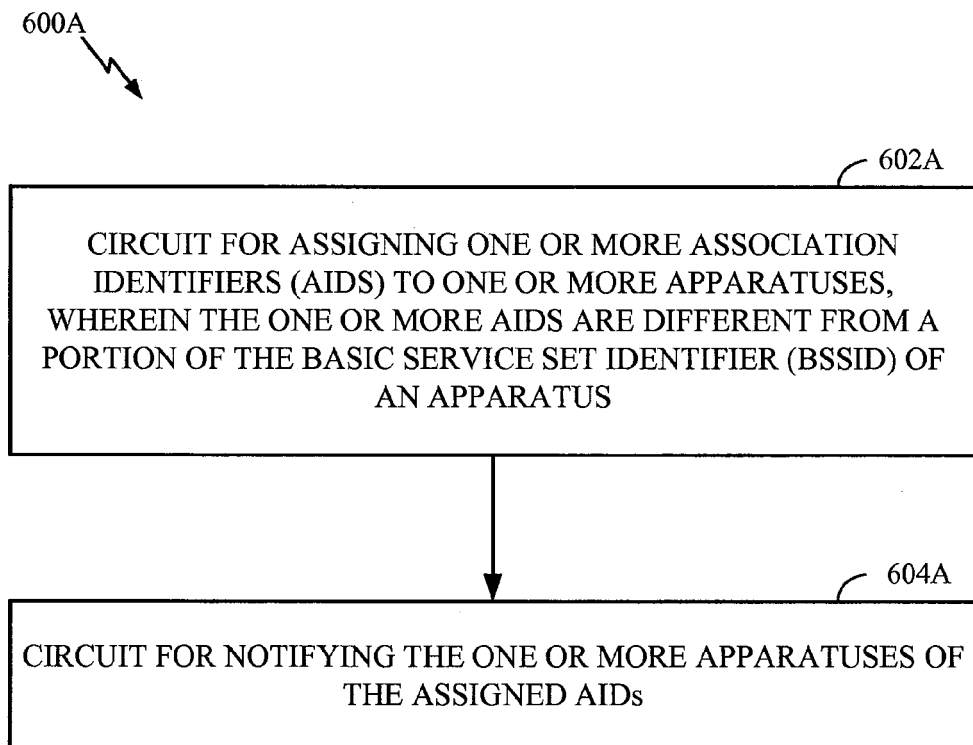 600A
602A
CIRCUIT FOR ASSIGNING ONE OR MORE ASSOCIATION
IDENTIFIERS (AIDS) TO ONE OR MORE APPARATUSES,
WHEREIN THE ONE OR MORE AIDS ARE DIFFERENT FROM A
PORTION OF THE BASIC SERVICE SET IDENTIFIER (BSSID) OF
AN APPARATUS
604A
CIRCUIT FOR NOTIFYING THE ONE OR MORE APPARATUSES OF
THE ASSIGNED AIDs